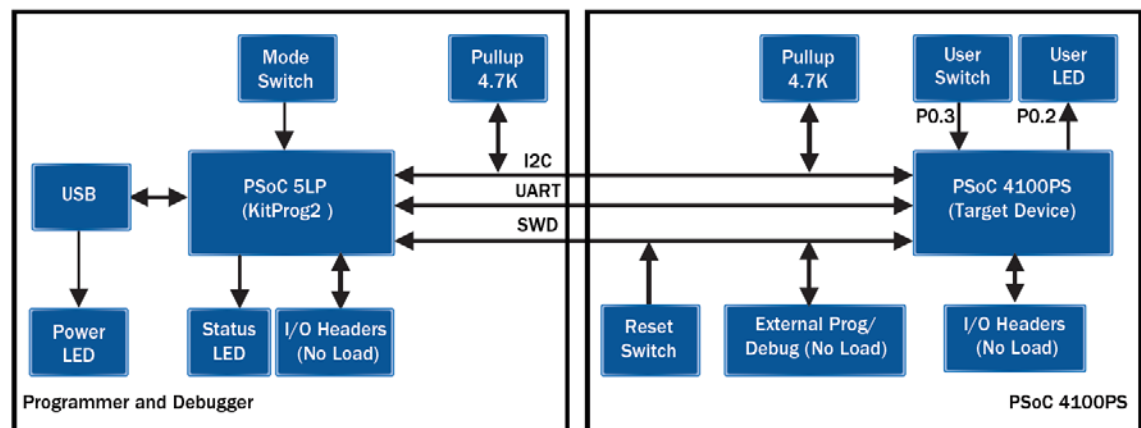 Mode
Switch
Pullup
4.7K
Pullup
4.7K
User
Switch
User
LED
P0.3
P0.2
I2C
UART
SWD
USB
PSoC 5LP
(KitProg2 )
PSoC 4100PS
(Target Device)
Power
LED
Status
LED
I/O Headers
(No Load)
Reset
Switch
External Prog/
Debug (No Load)
I/O Headers
(No Load)
Programmer and Debugger
PSoC 4100PS